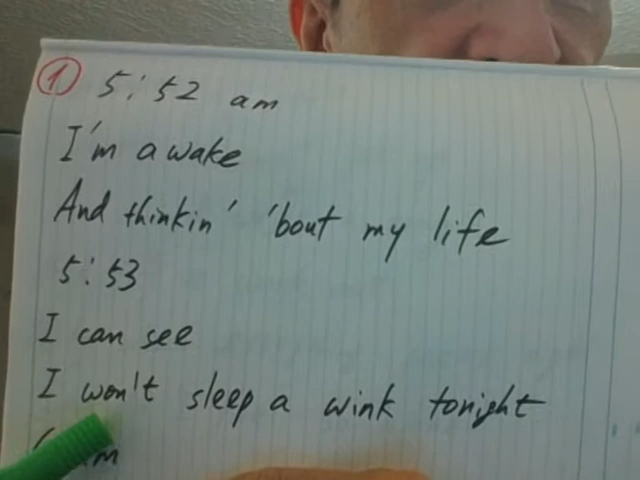 1 5:52 am
I'm awake
And thinkin' 'bout my life
5:53
I can see
I won't sleep a wink tonight